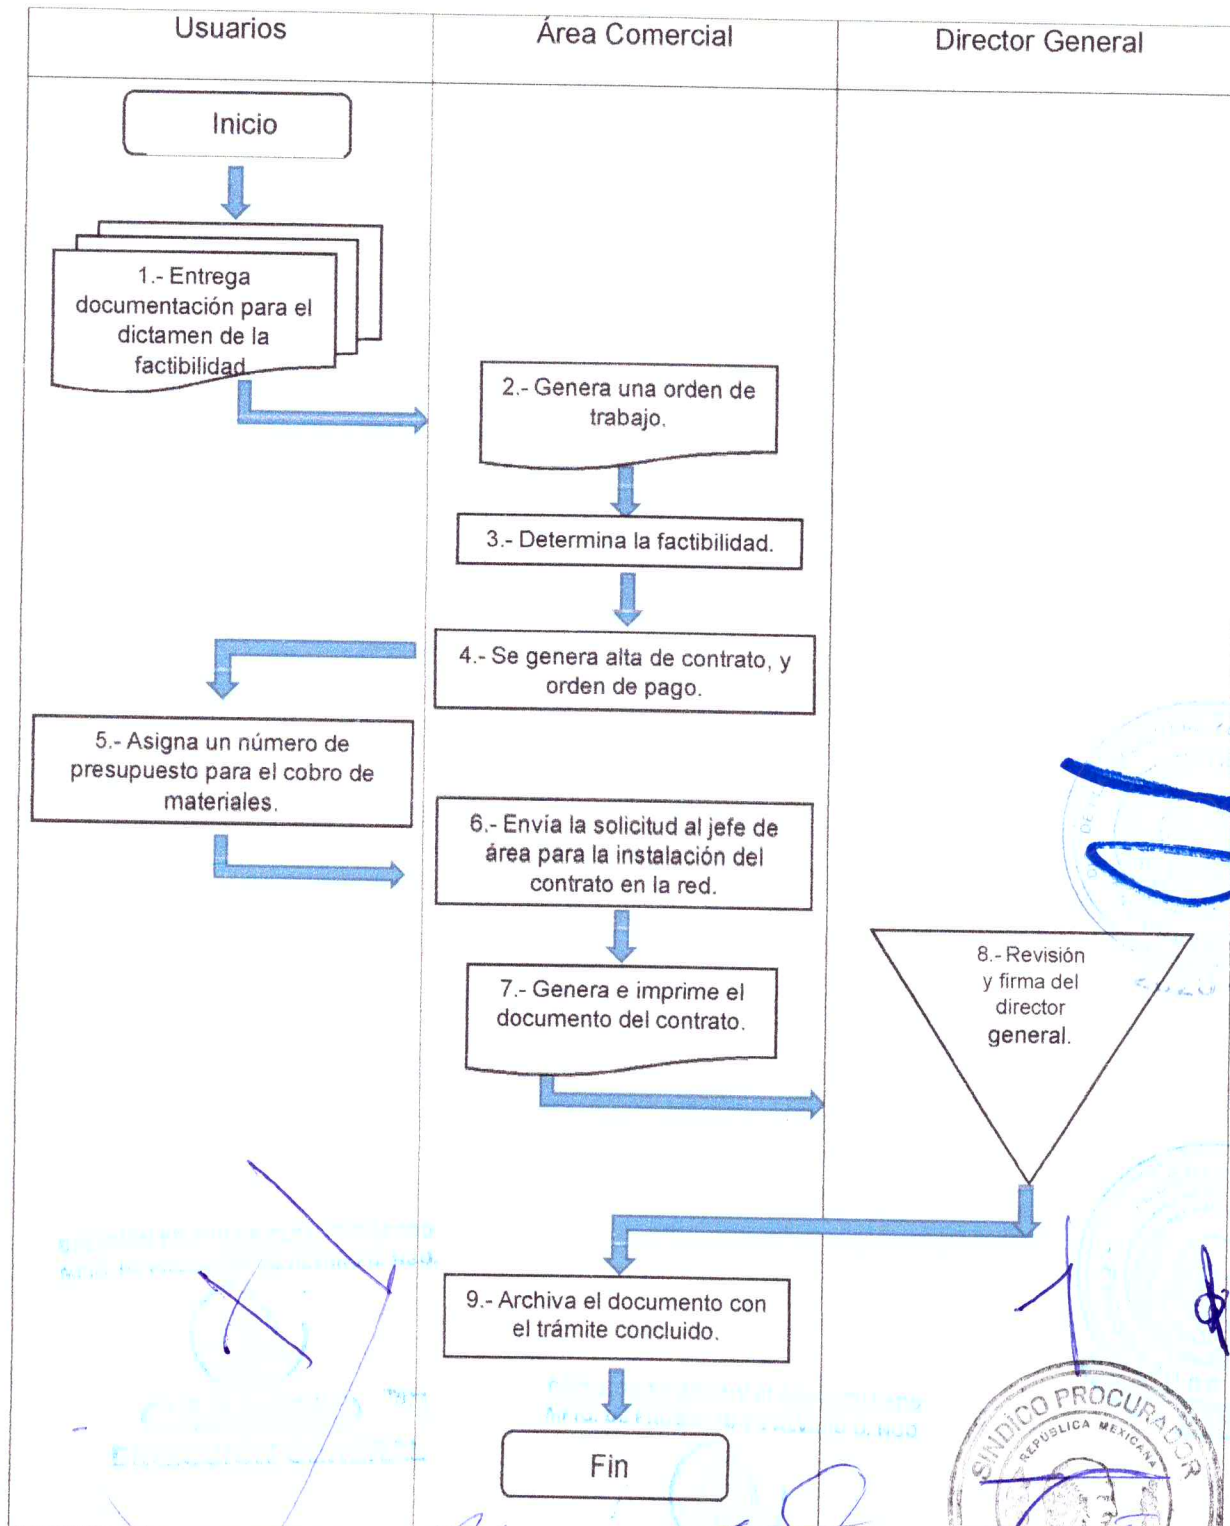 Usuarios
Área Comercial
Director General
Inicio
1.- Entrega
documentación para el
dictamen de la
factibilidad
2.- Genera una orden de
trabajo.
3.- Determina la factibilidad.
4.- Se genera alta de contrato, y
orden de pago.
5.- Asigna un número de
presupuesto para el cobro de
materiales.
6.- Envía la solicitud al jefe de
área para la instalación del
contrato en la red.
7.- Genera e imprime el
documento del contrato.
8.- Revisión
y firma del
director
general.
9.- Archiva el documento con
el trámite concluido.
Fin
SINDICO PROCURADOR
REPÚBLICA MEXICANA